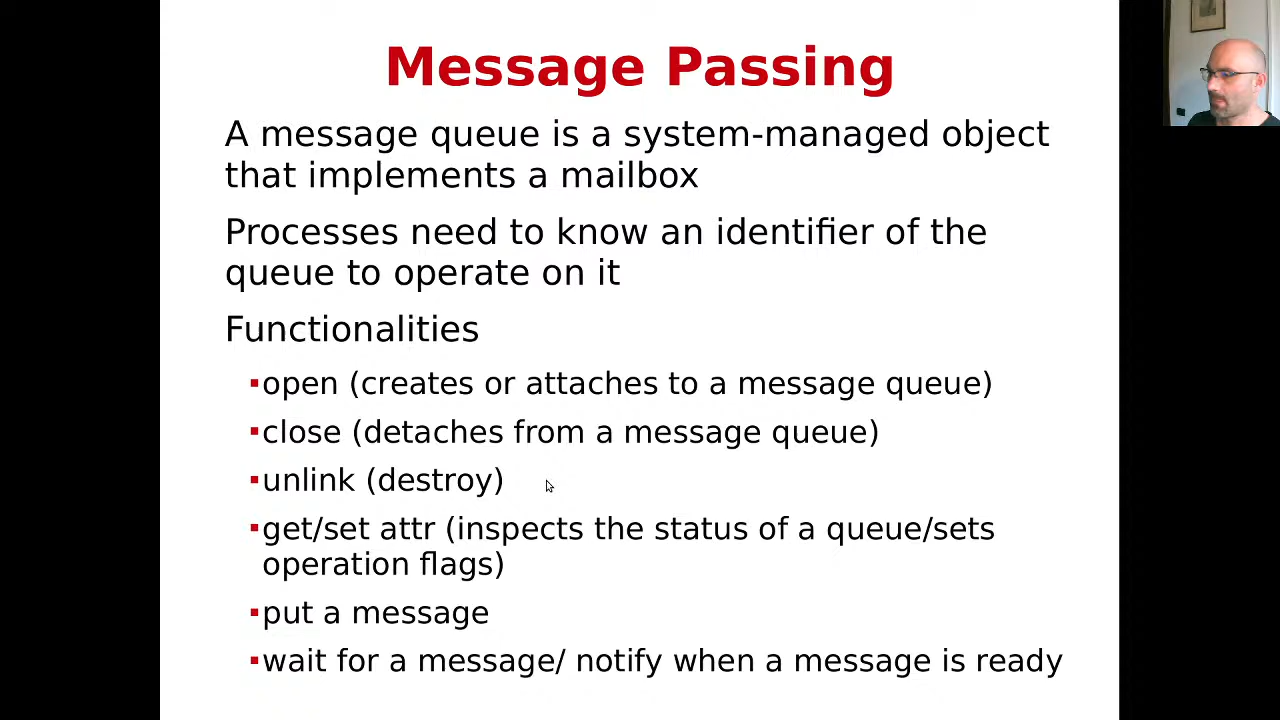 Message Passing
A message queue is a system-managed object
that implements a mailbox
Processes need to know an identifier of the
queue to operate on it
Functionalities
▪open (creates or attaches to a message queue)
▪close (detaches from a message queue)
▪unlink (destroy)
▪get/set attr (inspects the status of a queue/sets
operation flags)
▪put a message
▪wait for a message/ notify when a message is ready